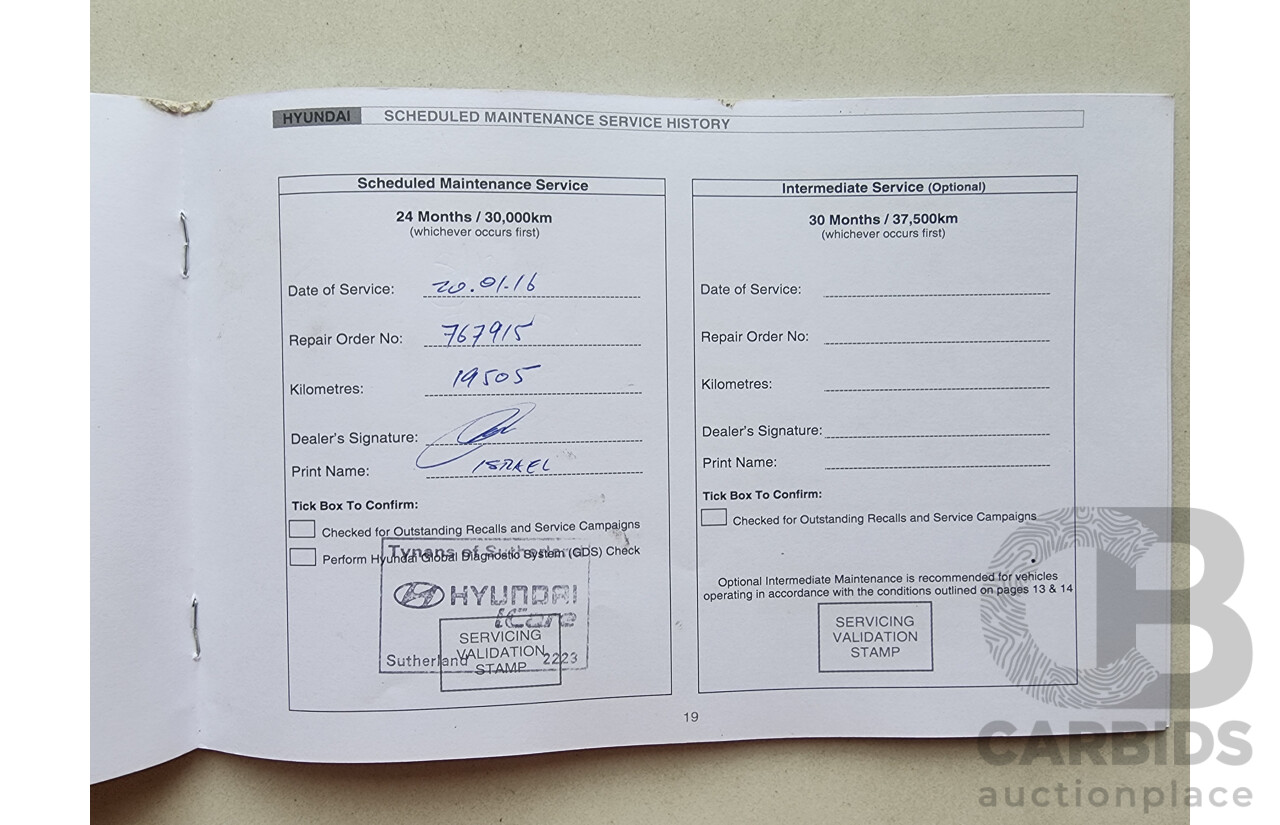 HYUNDAI SCHEDULED MAINTENANCE SERVICE HISTORY
Scheduled Maintenance Service
24 Months / 30,000km
(whichever occurs first)
Date of Service: 20.01.16
Repair Order No: 767915
Kilometres: 19505
Dealer's Signature:
Print Name: ISRAEL
Tick Box To Confirm:
Checked for Outstanding Recalls and Service Campaigns
Perform Hyundai Global Diagnostic System (GDS) Check
Tynans of Sutherland
HYUNDAI
iCare
SERVICING
VALIDATION
STAMP
Sutherland 2223
Intermediate Service (Optional)
30 Months / 37,500km
(whichever occurs first)
Date of Service:
Repair Order No:
Kilometres:
Dealer's Signature:
Print Name:
Tick Box To Confirm:
Checked for Outstanding Recalls and Service Campaigns
Optional Intermediate Maintenance is recommended for vehicles
operating in accordance with the conditions outlined on pages 13 & 14
SERVICING
VALIDATION
STAMP
19
CB
CARBIDS
auctionplace